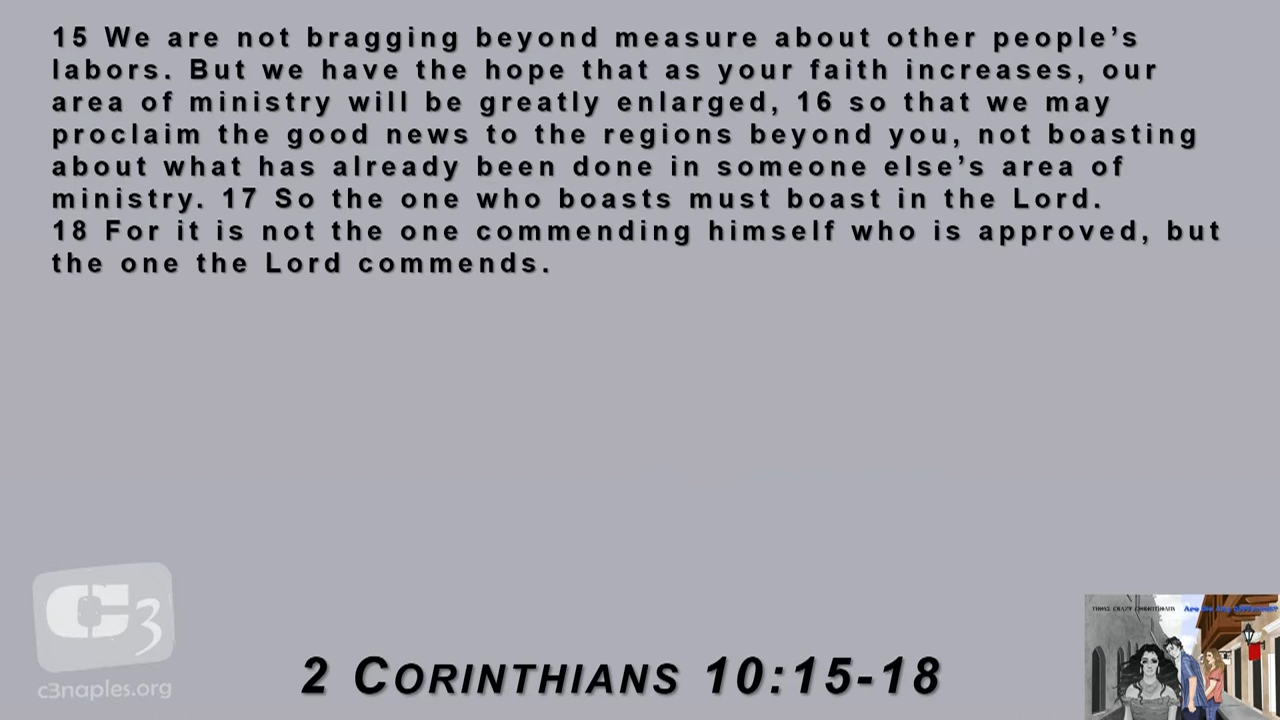 15 We are not bragging beyond measure about other people’s
labors. But we have the hope that as your faith increases, our
area of ministry will be greatly enlarged, 16 so that we may
proclaim the good news to the regions beyond you, not boasting
about what has already been done in someone else’s area of
ministry. 17 So the one who boasts must boast in the Lord.
18 For it is not the one commending himself who is approved, but
the one the Lord commends.
C3
c3naples.org
2 CORINTHIANS 10:15-18
THOSE CRAZY CORINTHIANS